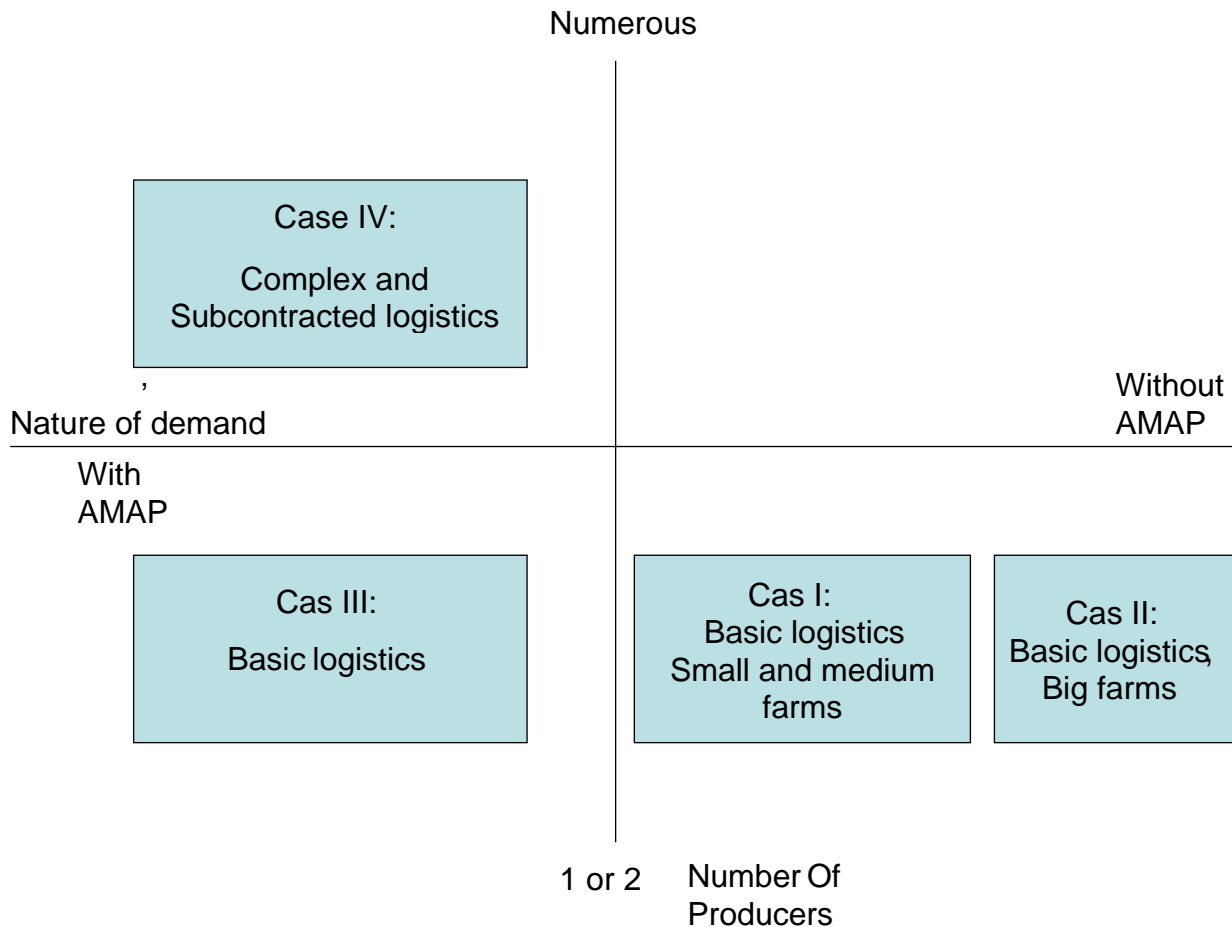 Numerous
Case IV:
Complex and
Subcontracted logistics
,
Without
AMAP
Nature of demand
With
AMAP
Cas III:
Basic logistics
Cas I:
Basic logistics
Small and medium
farms
Cas II:
Basic logistics,
Big farms
1 or 2
Number Of
Producers